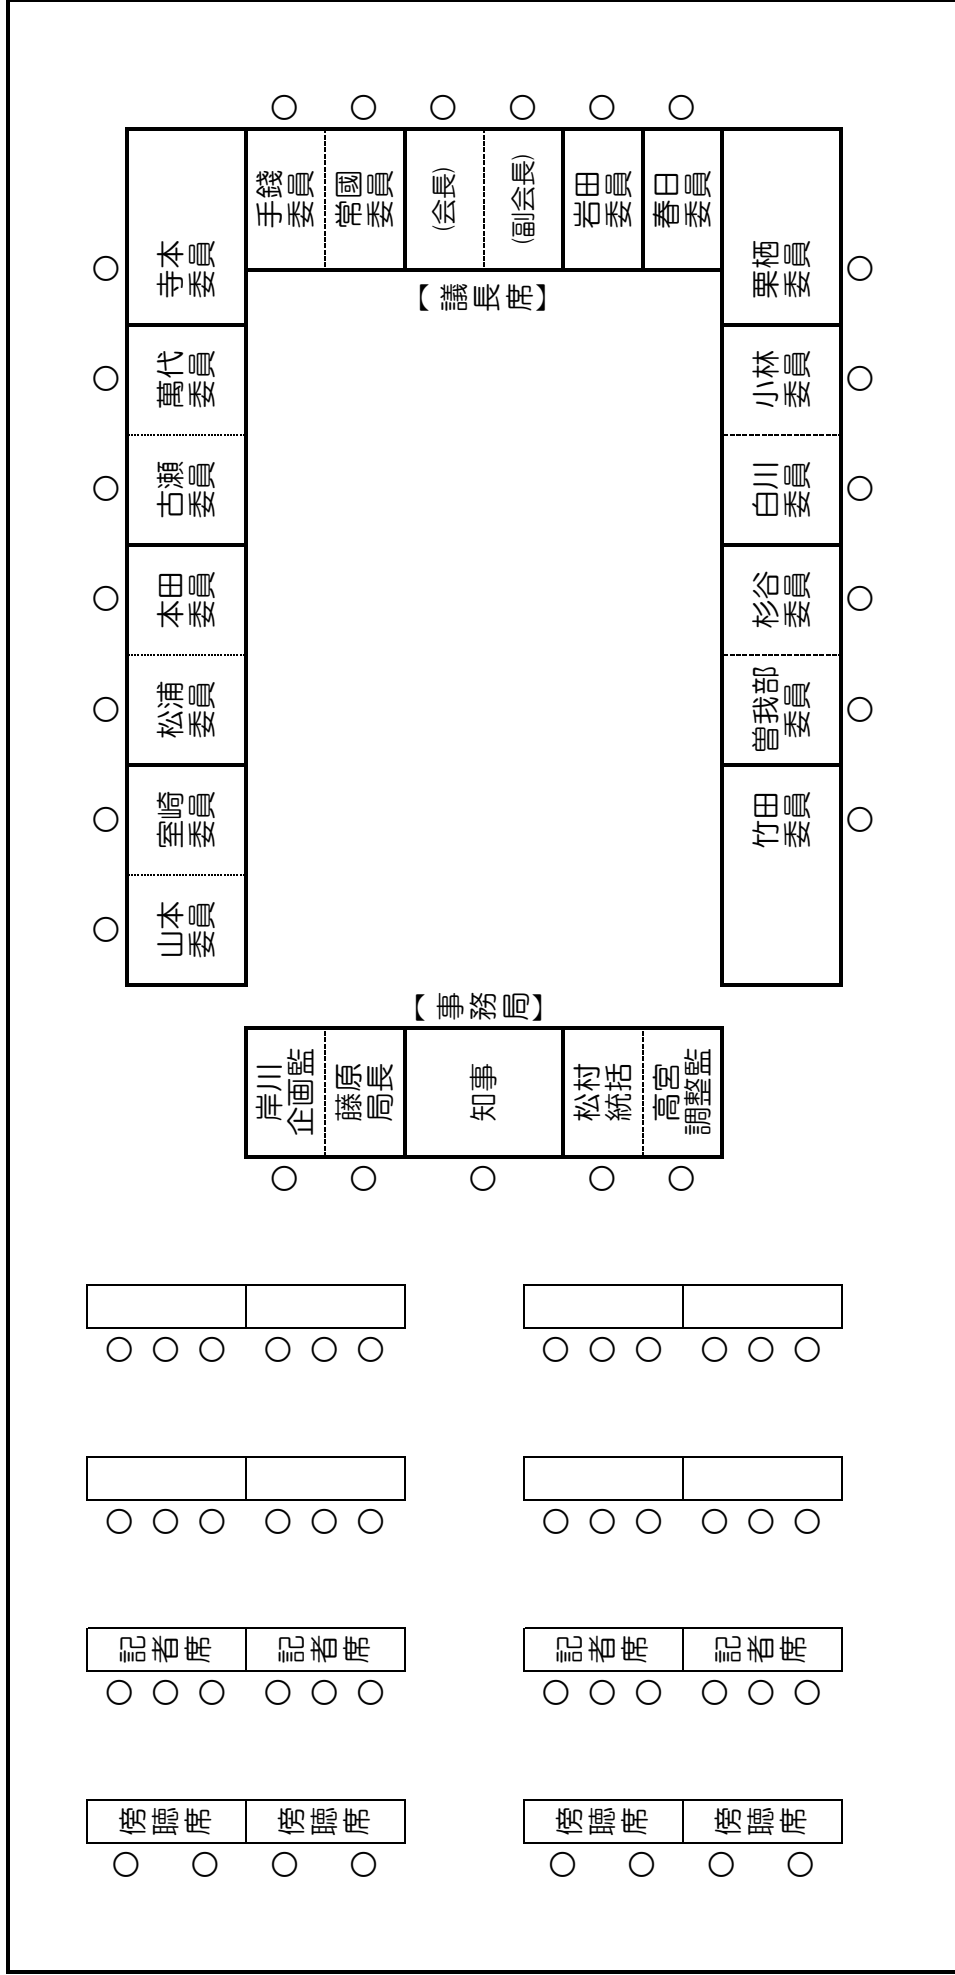 手錢
委員
常國
委員
(会長)
(副会長)
岩田
委員
春日
委員
【 議長席】
寺本
委員
萬代
委員
古瀬
委員
本田
委員
松浦
委員
室崎
委員
山本
委員
栗栖
委員
小林
委員
白川
委員
杉谷
委員
曽我部
委員
竹田
委員
【 事務局】
岸川
企画監
藤原
局長
知事
松村
統括
高宮
調整監
記者席
記者席
記者席
記者席
傍聴席
傍聴席
傍聴席
傍聴席